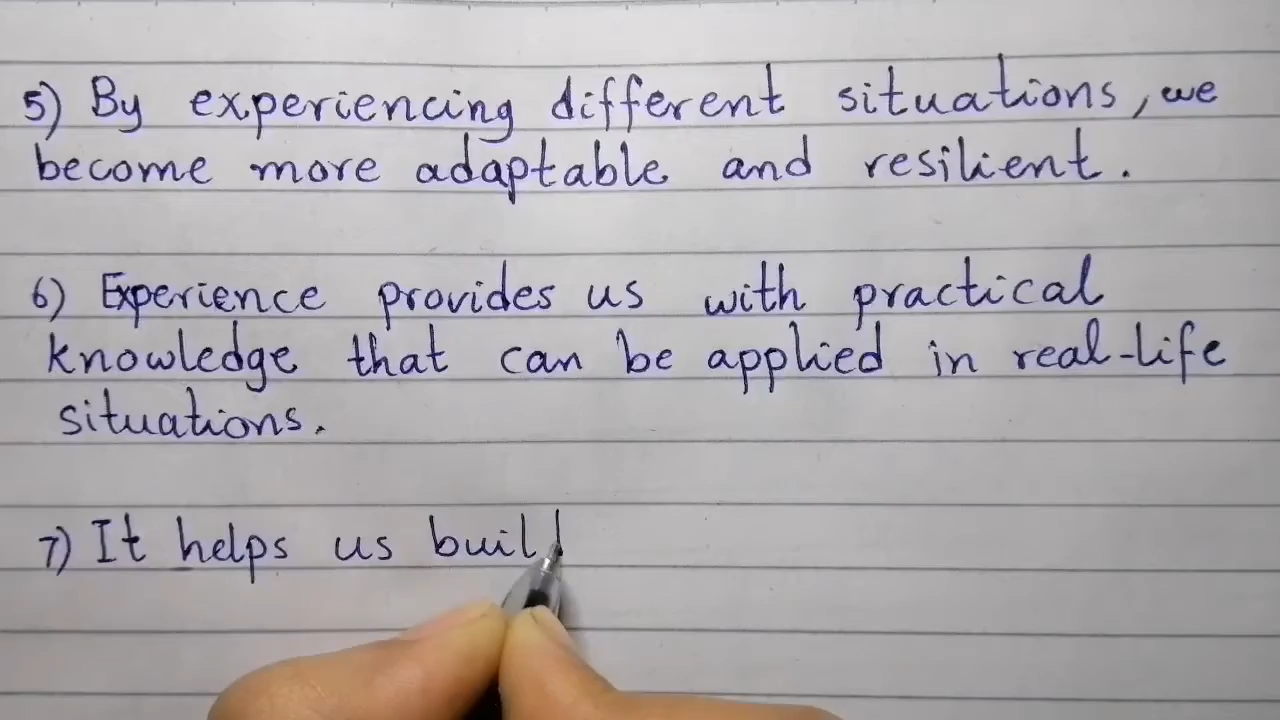 5) By experiencing different situations, we
become more adaptable and resilient.
6) Experience provides us with practical
knowledge that can be applied in real-life
situations.
7) It helps us buil